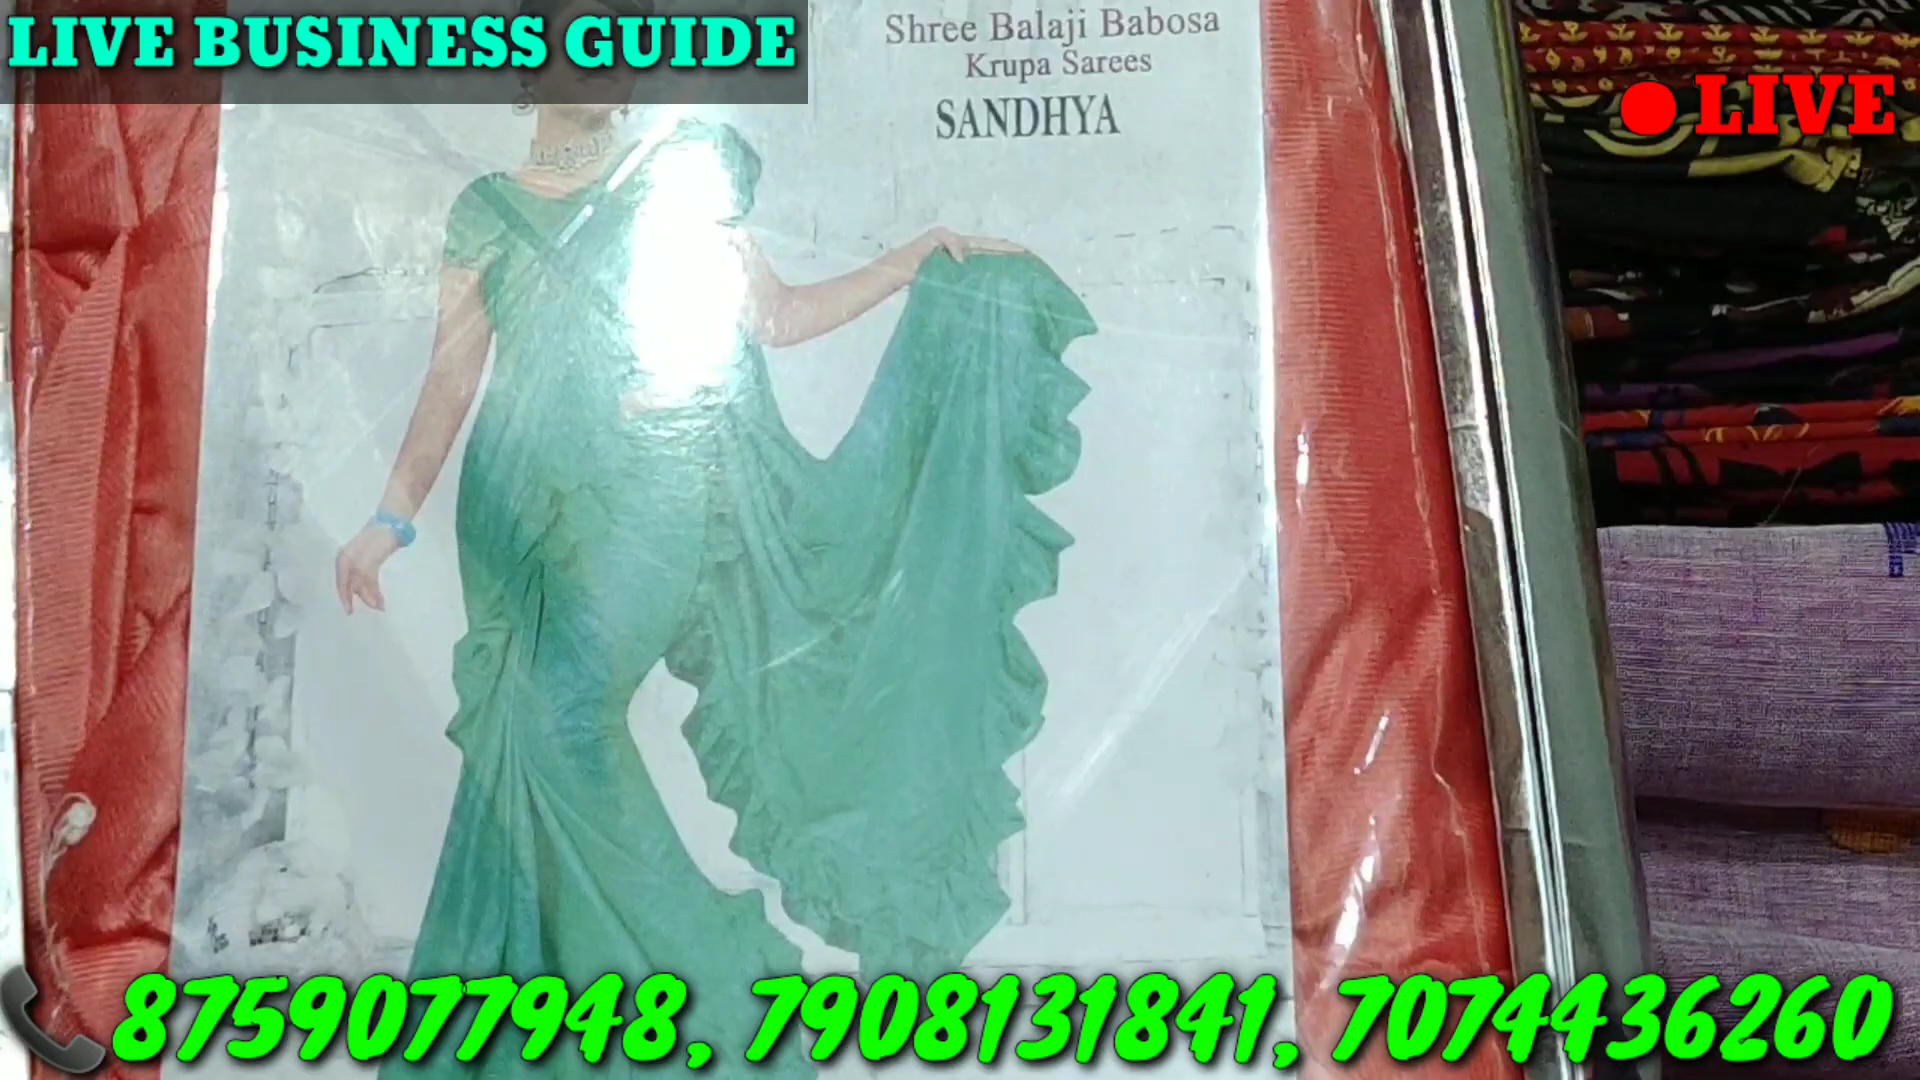 LIVE BUSINESS GUIDE
Shree Balaji Babosa
Krupa Sarees
SANDHYA
LIVE
8759077948, 7908131841, 7074436260